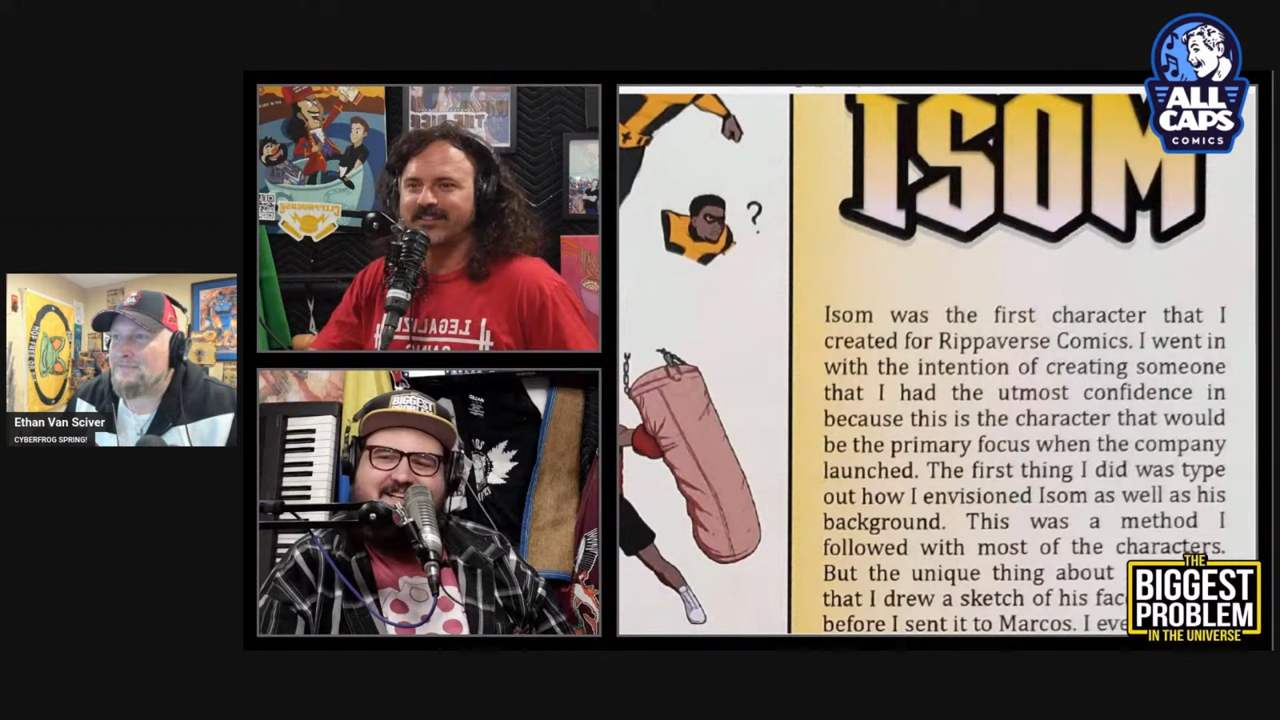 ALL
CAPS
COMICS
ISOM
?
Isom was the first character that I
created for Rippaverse Comics. I went in
with the intention of creating someone
that I had the utmost confidence in
because this is the character that would
be the primary focus when the company
launched. The first thing I did was type
out how I envisioned Isom as well as his
background. This was a method I
followed with most of the characters.
But the unique thing about
that I drew a sketch of his fac
before I sent it to Marcos. I eve
THE
BIGGEST
PROBLEM
IN THE UNIVERSE
Ethan Van Sciver
CYBERFROG SPRING!
LEGALIZE
BIGGEST